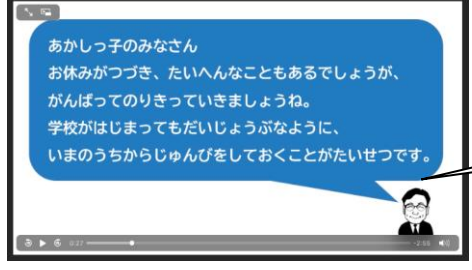 あかしっ子のみなさん
お休みがつづき、たいへんなこともあるでしょうが、
がんばってのりきっていきましょうね。
学校がはじまってもだいじょうぶなように、
いまのうちからじゅんびをしておくことがたいせつです。
0:27
-2:55